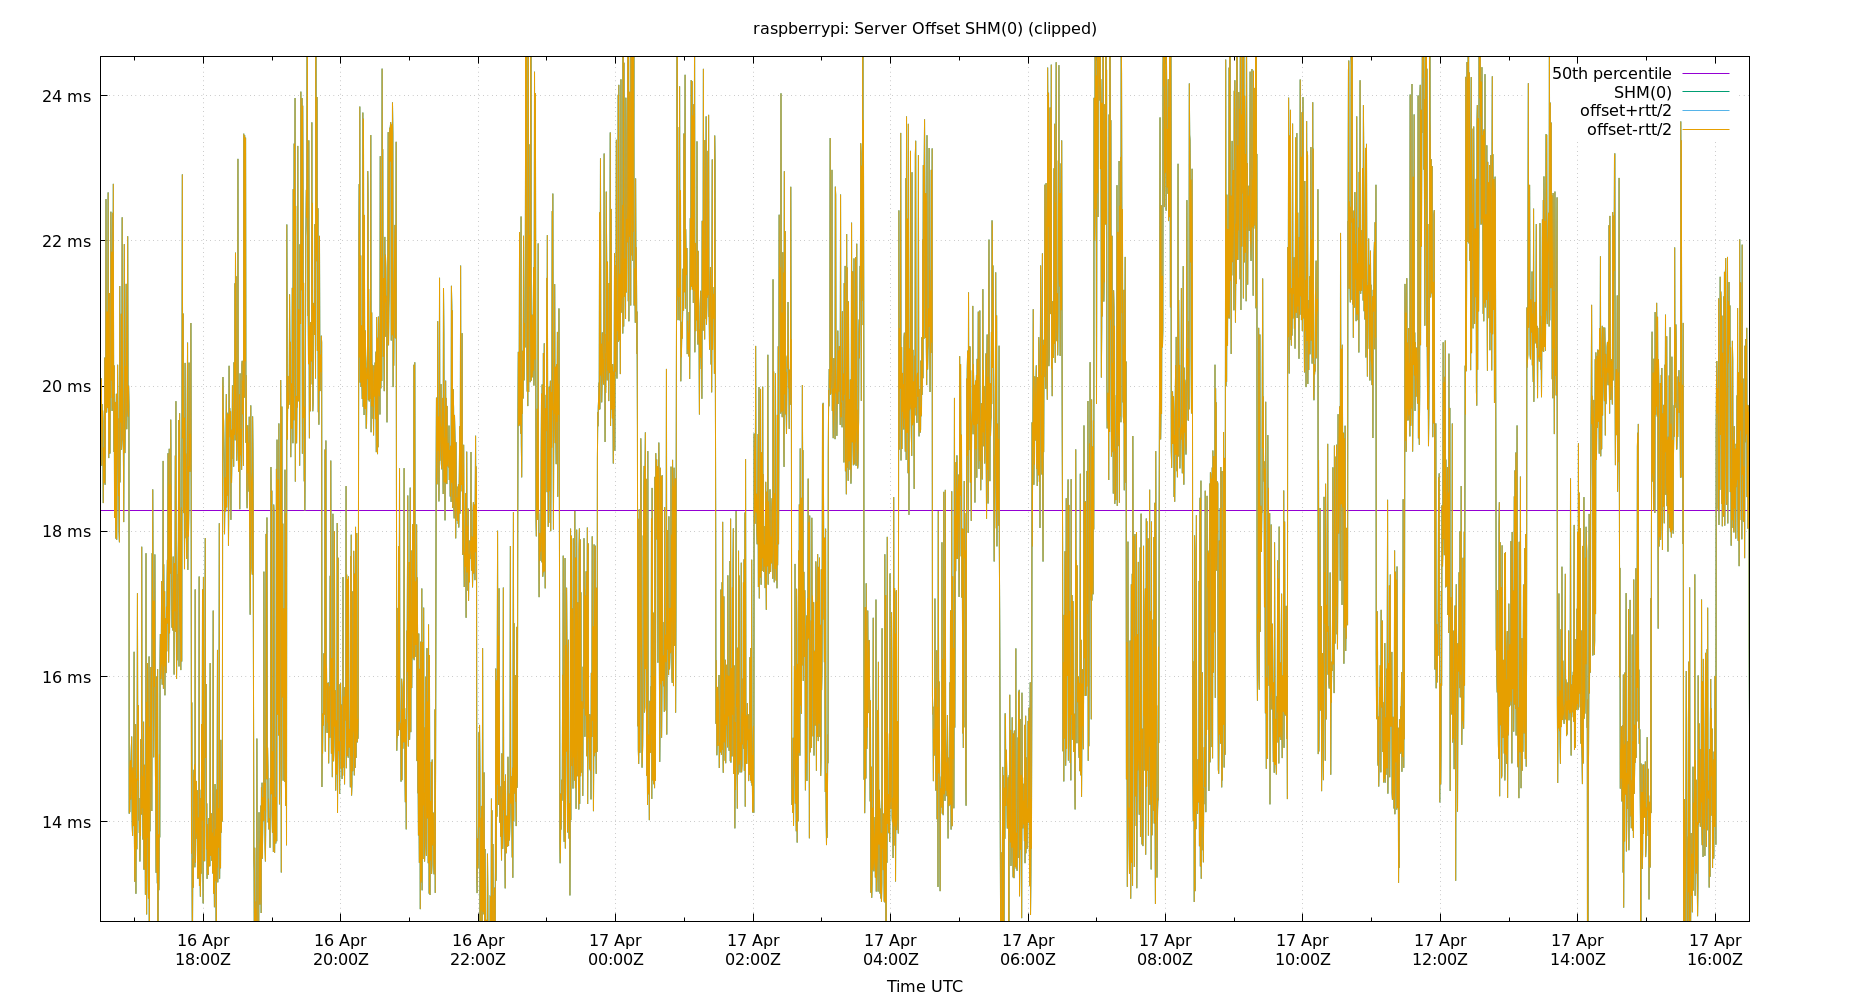 raspberrypi: Server Offset SHM(0) (clipped)
50th percentile
SHM(0)
offset+rtt/2
offset-rtt/2
24 ms
22 ms
20 ms
18 ms
16 ms
14 ms
16 Apr 16 Apr 16 Apr 17 Apr 17 Apr 17 Apr 17 Apr 17 Apr 17 Apr 17 Apr 17 Apr 17 Apr
18:00Z 20:00Z 22:00Z 00:00Z 02:00Z 04:00Z 06:00Z 08:00Z 10:00Z 12:00Z 14:00Z 16:00Z
Time UTC